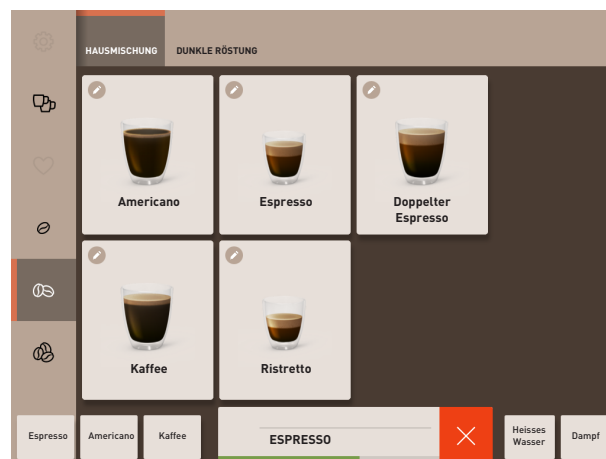 HAUSMISCHUNG DUNKLE RÖSTUNG
Americano Espresso Doppelter
Espresso
Kaffee Ristretto
Espresso Americano Kaffee ESPRESSO Heisses
Wasser Dampf